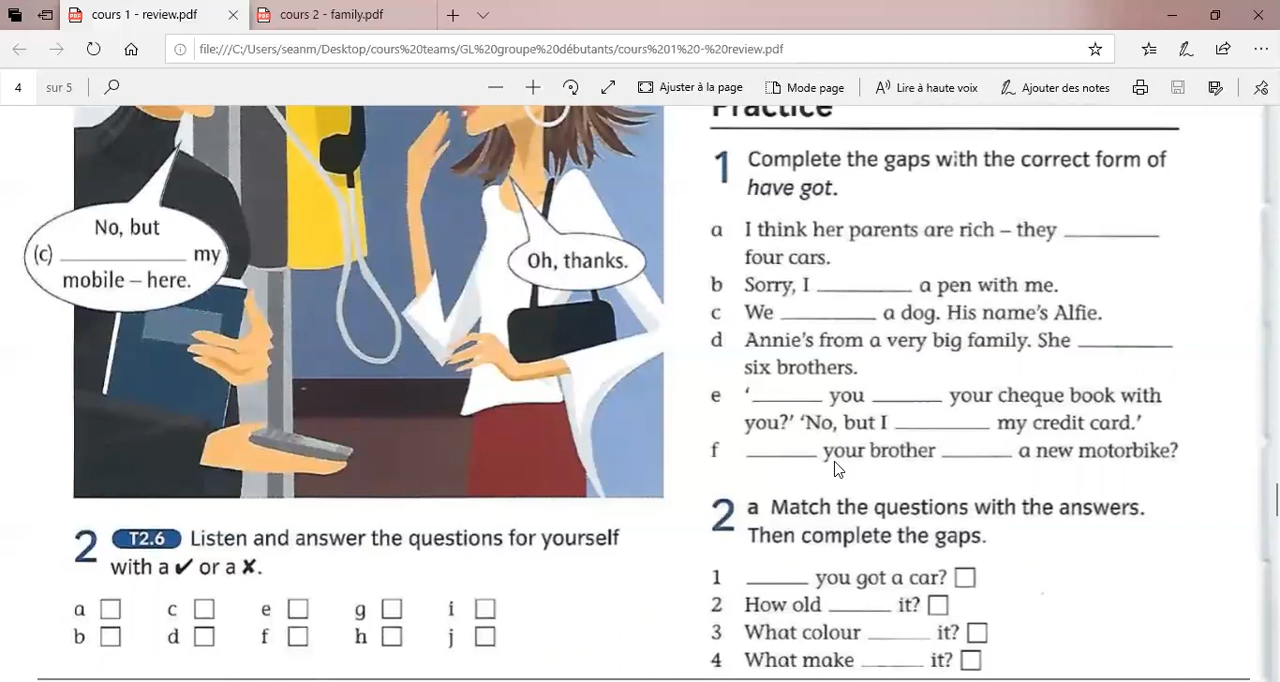 cours 1 - review.pdf
cours 2 - family.pdf
file:///C:/Users/seanm/Desktop/cours%20teams/GL%20groupe%20débutants/cours%201%20-%20review.pdf
4 sur 5
Ajuster à la page
Mode page
Lire à haute voix
Ajouter des notes
No, but
(c) ___________ my
mobile – here.
Oh, thanks.
2 T2.6 Listen and answer the questions for yourself
with a ✔ or a ✘.
a c e g i
b d f h j
Practice
1 Complete the gaps with the correct form of
have got.
a I think her parents are rich – they ________
four cars.
b Sorry, I ________ a pen with me.
c We ________ a dog. His name's Alfie.
d Annie's from a very big family. She ________
six brothers.
e '______ you ______ your cheque book with
you?' 'No, but I ________ my credit card.'
f ______ your brother ______ a new motorbike?
2 a Match the questions with the answers.
Then complete the gaps.
1 _____ you got a car?
2 How old _____ it?
3 What colour _____ it?
4 What make _____ it?